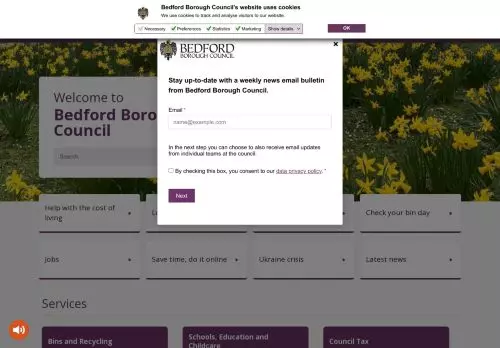 Bedford Borough Council's website uses cookies
We use cookies to track and analyse visitors to our website.
Necessary Preferences Statistics Marketing Show details
OK
BEDFORD
BOROUGH COUNCIL
Stay up-to-date with a weekly news email bulletin
from Bedford Borough Council.
Email *
name@example.com
In the next step you can choose to also receive email updates
from individual teams at the council.
By checking this box, you consent to our data privacy policy. *
Next
Welcome to
Bedford Boro
Council
Search
Help with the cost of
living
Check your bin day
Jobs
Save time, do it online
Ukraine crisis
Latest news
Services
Bins and Recycling
Schools, Education and
Childcare
Council Tax